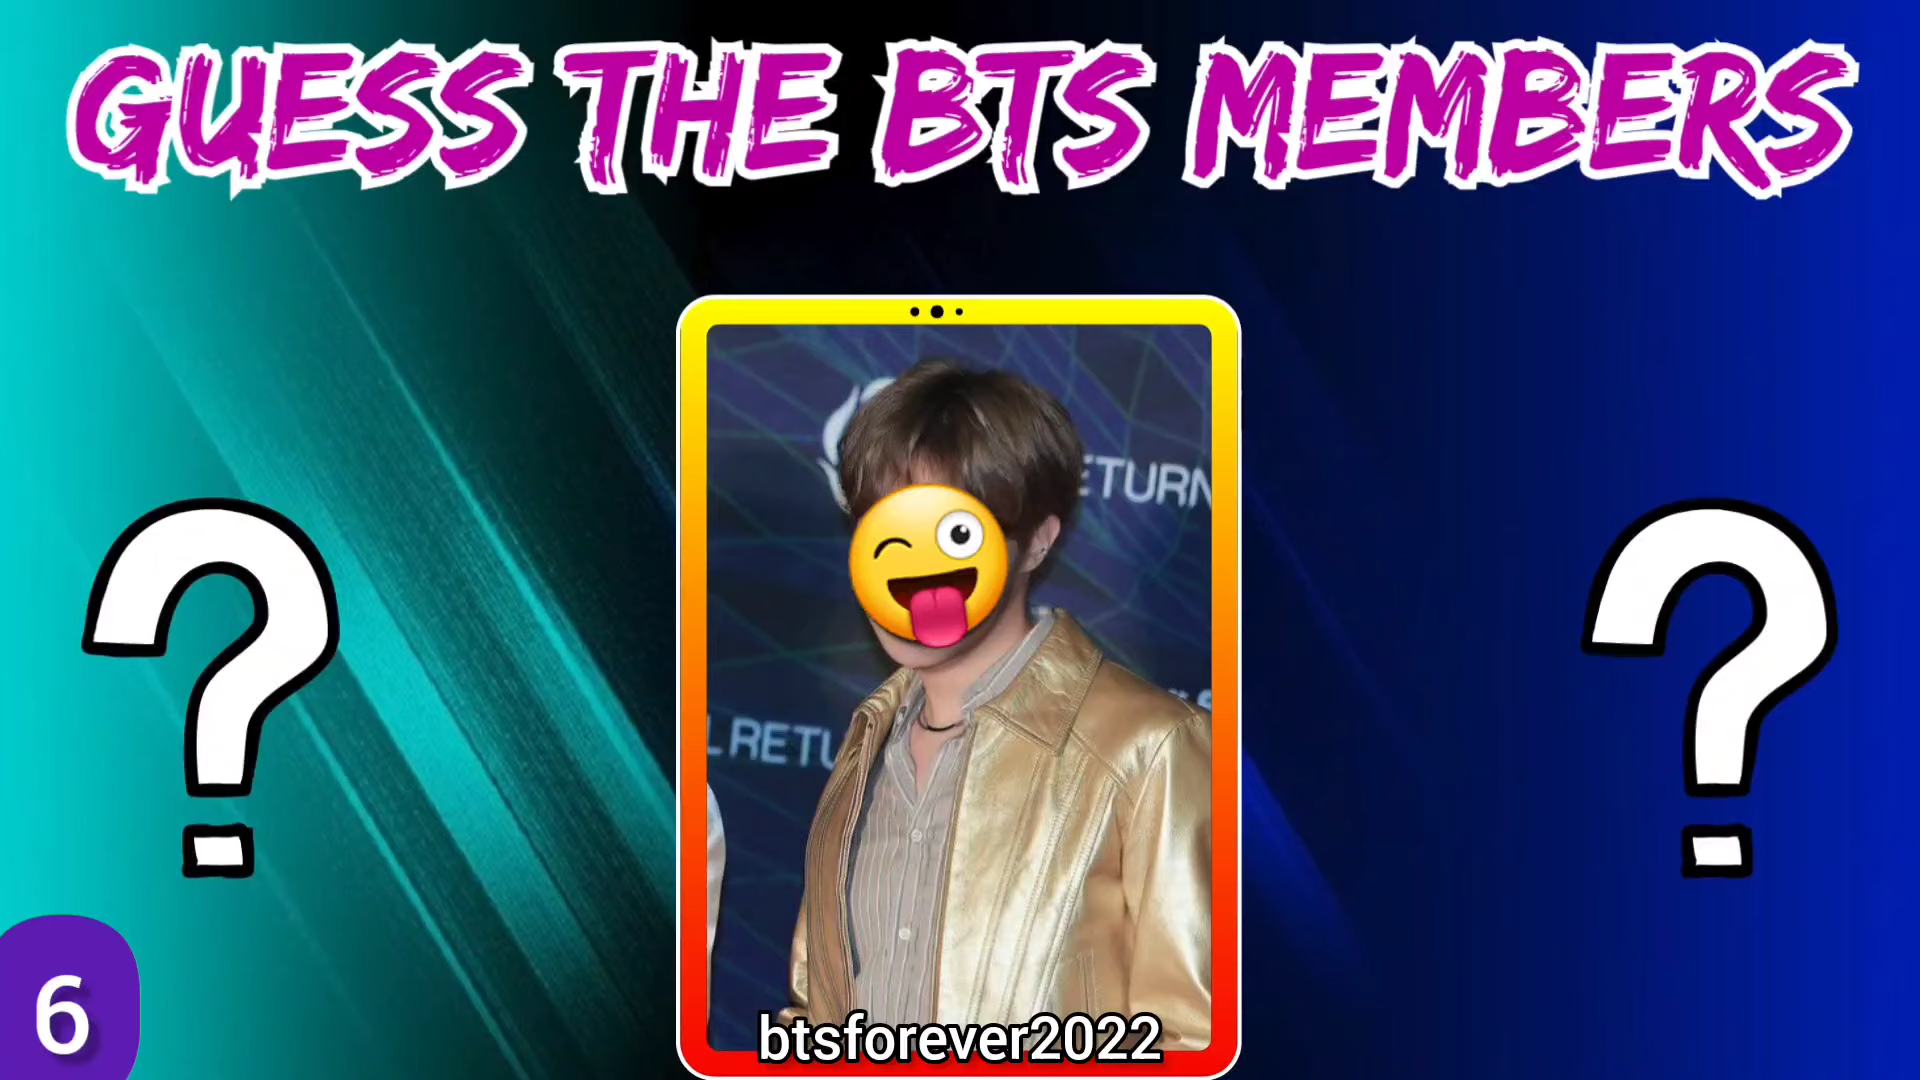 GUESS THE BTS MEMBERS
ETURN
L RETU
6
btsforever2022